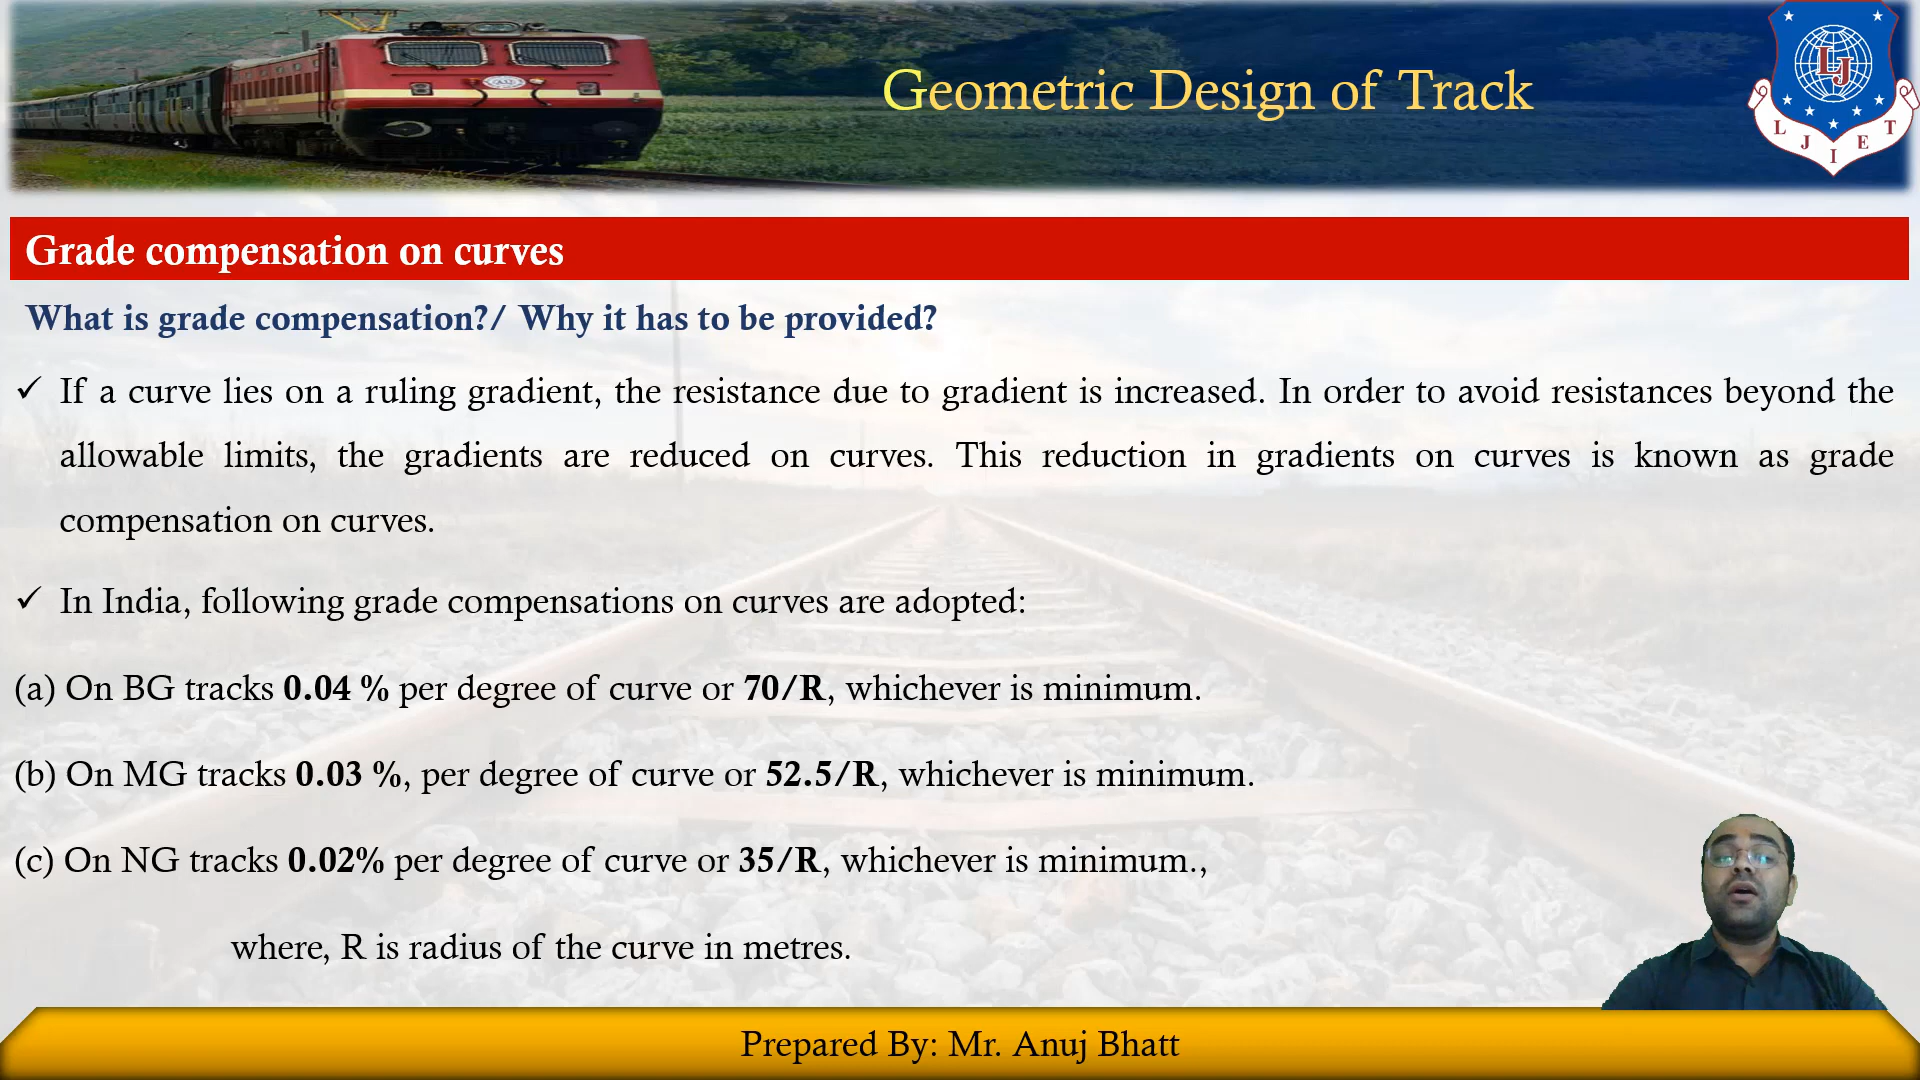 Geometric Design of Track
LJ
L J I E T
Grade compensation on curves
What is grade compensation?/ Why it has to be provided?
✓ If a curve lies on a ruling gradient, the resistance due to gradient is increased. In order to avoid resistances beyond the
allowable limits, the gradients are reduced on curves. This reduction in gradients on curves is known as grade
compensation on curves.
✓ In India, following grade compensations on curves are adopted:
(a) On BG tracks 0.04 % per degree of curve or 70/R, whichever is minimum.
(b) On MG tracks 0.03 %, per degree of curve or 52.5/R, whichever is minimum.
(c) On NG tracks 0.02% per degree of curve or 35/R, whichever is minimum.,
where, R is radius of the curve in metres.
Prepared By: Mr. Anuj Bhatt